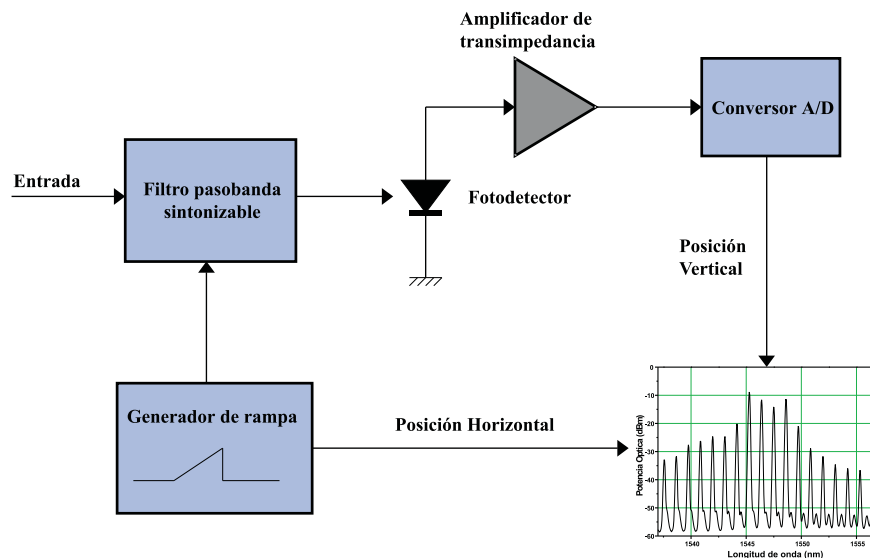 Amplificador de
transimpedancia
Conversor A/D
Entrada
Filtro pasobanda
sintonizable
Fotodetector
Posición
Vertical
Generador de rampa
Posición Horizontal
0
-10
-20
-30
-40
-50
-60
Potencia Optica (dBm)
1540 1545 1550 1555
Longitud de onda (nm)